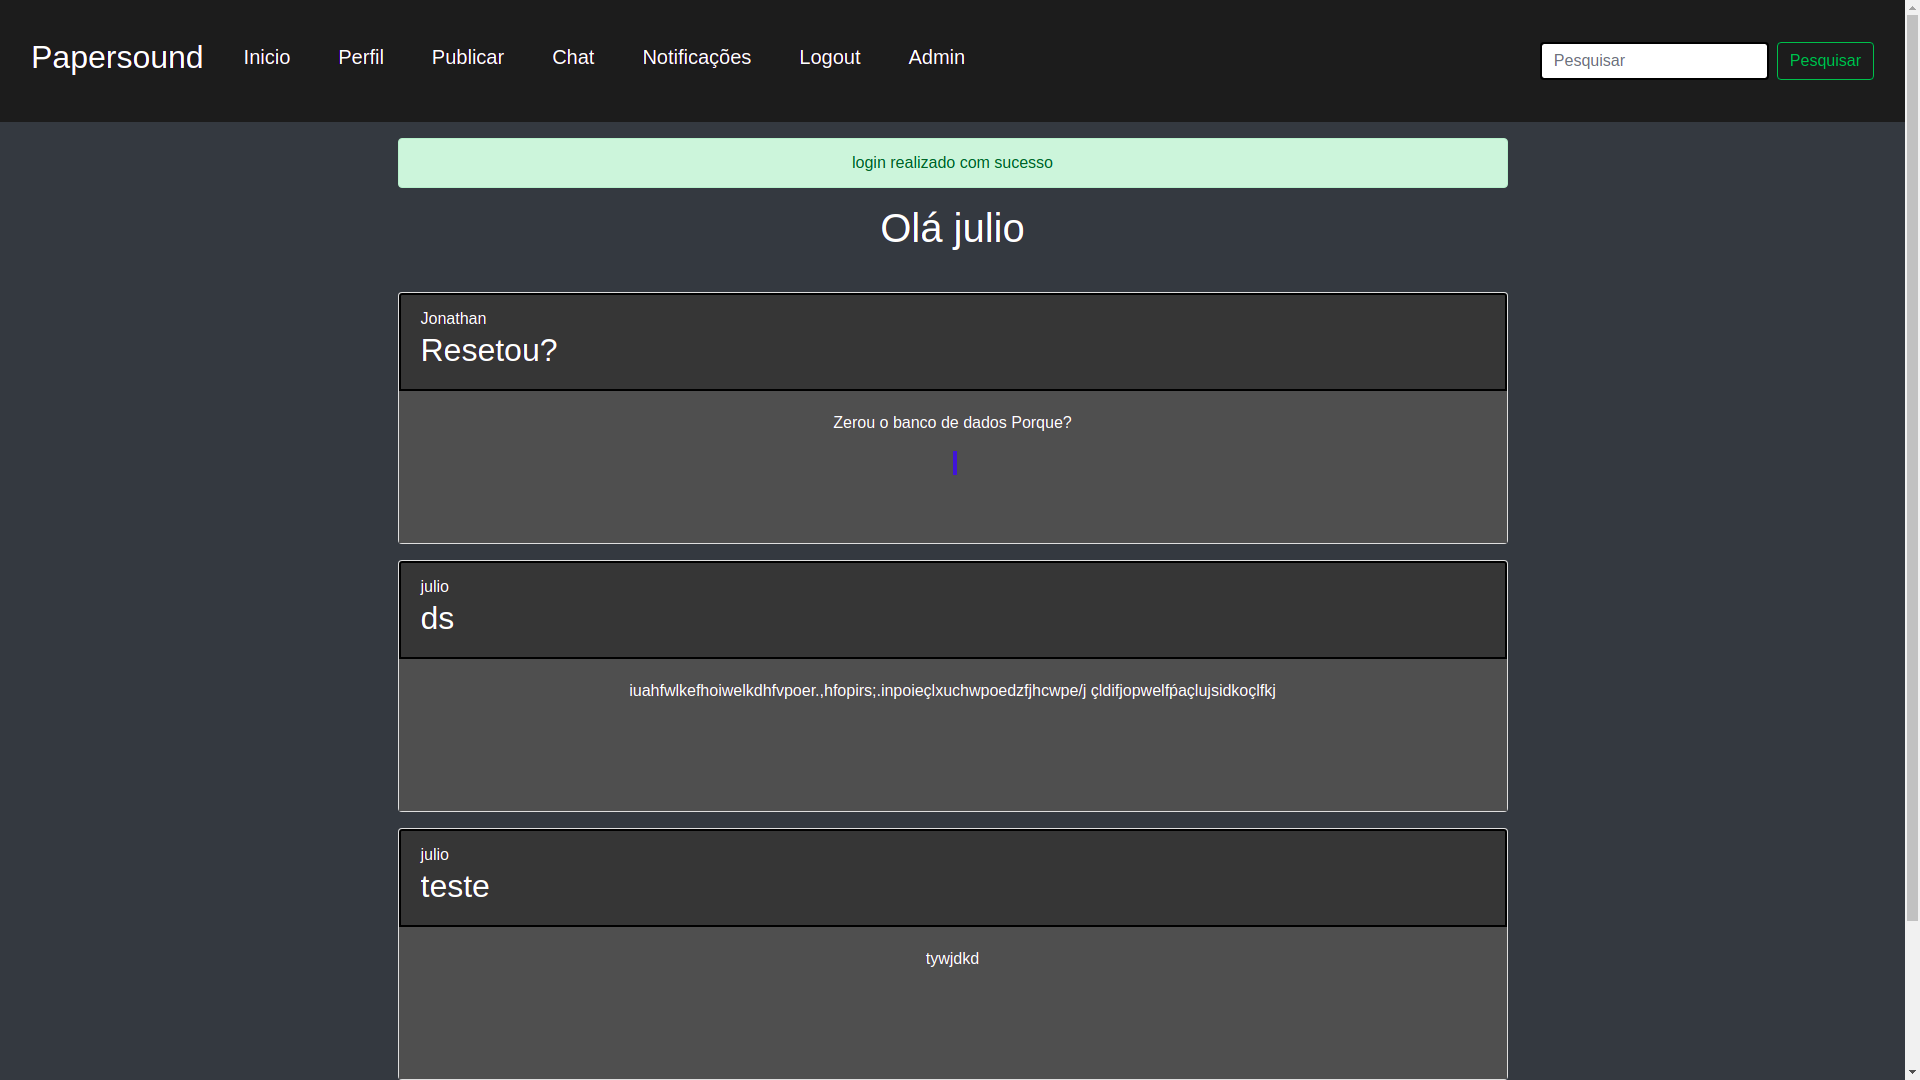 Papersound Inicio Perfil Publicar Chat Notificações Logout Admin Pesquisar Pesquisar
login realizado com sucesso
Olá julio
Jonathan
Resetou?
Zerou o banco de dados Porque?
julio
ds
iuahfwlkefhoiwelkdhfvpoer.,hfopirs;.inpoieçlxuchwpoedzfjhcwpe/j çldifjopwelfṕaçlujsidkoçlfkj
julio
teste
tywjdkd